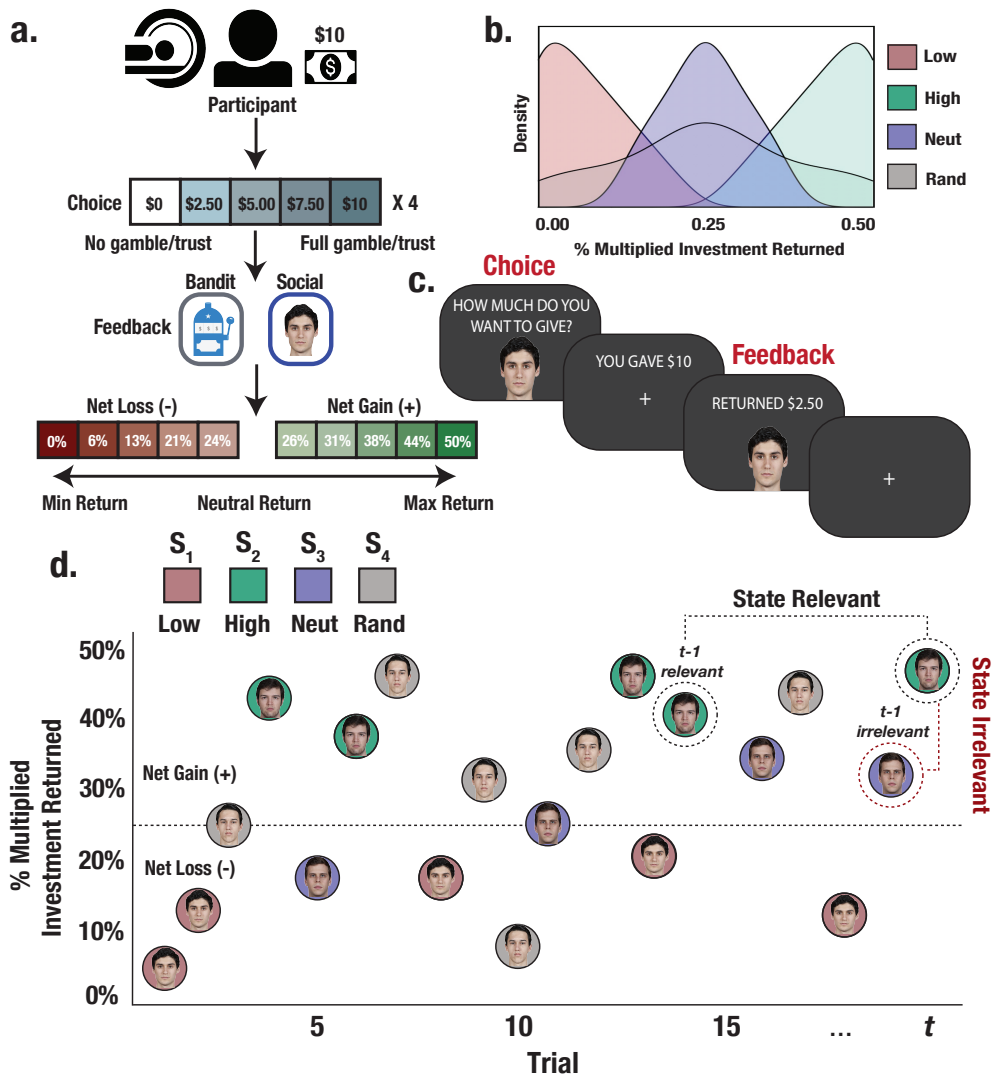 a.
$10
Participant
Choice
$0
$2.50
$5.00
$7.50
$10
X 4
No gamble/trust
Full gamble/trust
Bandit
Social
Feedback
$ $ $
Net Loss (-)
Net Gain (+)
0%
6%
13%
21%
24%
26%
31%
38%
44%
50%
Min Return
Neutral Return
Max Return
b.
Density
0.00
0.25
0.50
% Multiplied Investment Returned
Low
High
Neut
Rand
c.
Choice
HOW MUCH DO YOU
WANT TO GIVE?
YOU GAVE $10
+
Feedback
RETURNED $2.50
+
d.
S1
S2
S3
S4
Low
High
Neut
Rand
State Relevant
t-1
relevant
t-1
irrelevant
State Irrelevant
% Multiplied
Investment Returned
50%
40%
30%
20%
10%
0%
Net Gain (+)
Net Loss (-)
5
10
15
...
t
Trial